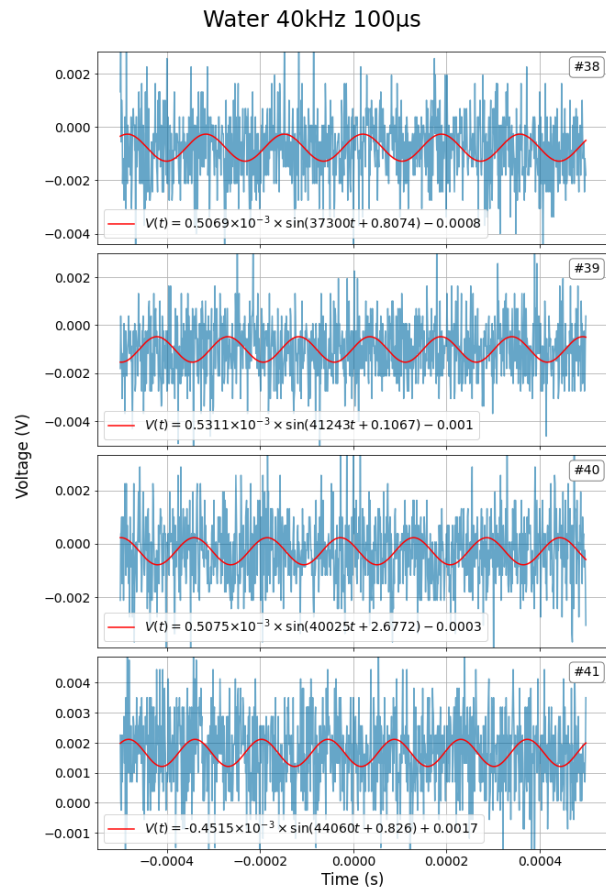 Water 40kHz 100μs
#38
0.002
0.000
−0.002
−0.004
V(t) = 0.5069×10⁻³ × sin(37300t + 0.8074) − 0.0008
#39
0.002
0.000
−0.002
−0.004
V(t) = 0.5311×10⁻³ × sin(41243t + 0.1067) − 0.001
Voltage (V)
#40
0.002
0.000
−0.002
V(t) = 0.5075×10⁻³ × sin(40025t + 2.6772) − 0.0003
#41
0.004
0.003
0.002
0.001
0.000
−0.001
V(t) = -0.4515×10⁻³ × sin(44060t + 0.826) + 0.0017
−0.0004 −0.0002 0.0000 0.0002 0.0004
Time (s)